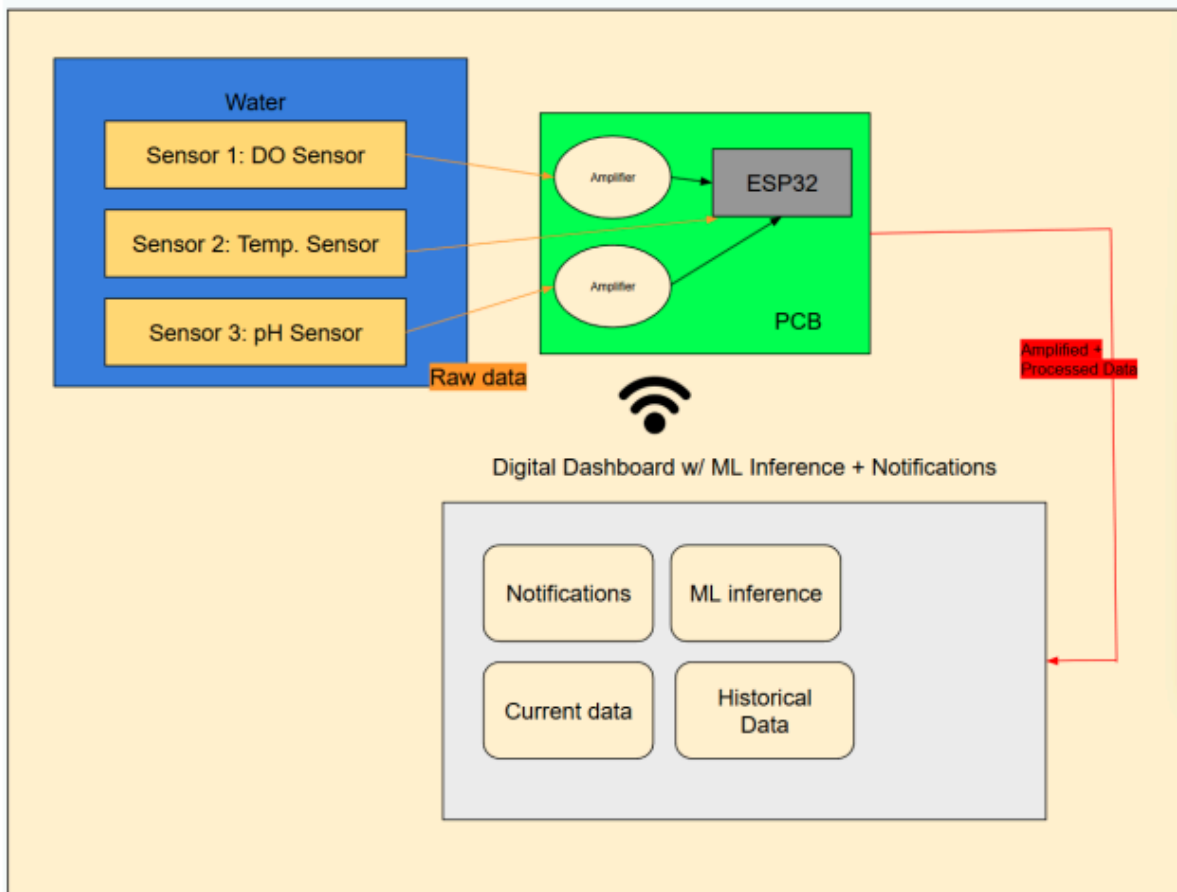 Water
Sensor 1: DO Sensor
Sensor 2: Temp. Sensor
Sensor 3: pH Sensor
Raw data
Amplifier
Amplifier
ESP32
PCB
Amplified +
Processed Data
Digital Dashboard w/ ML Inference + Notifications
Notifications
ML inference
Current data
Historical
Data